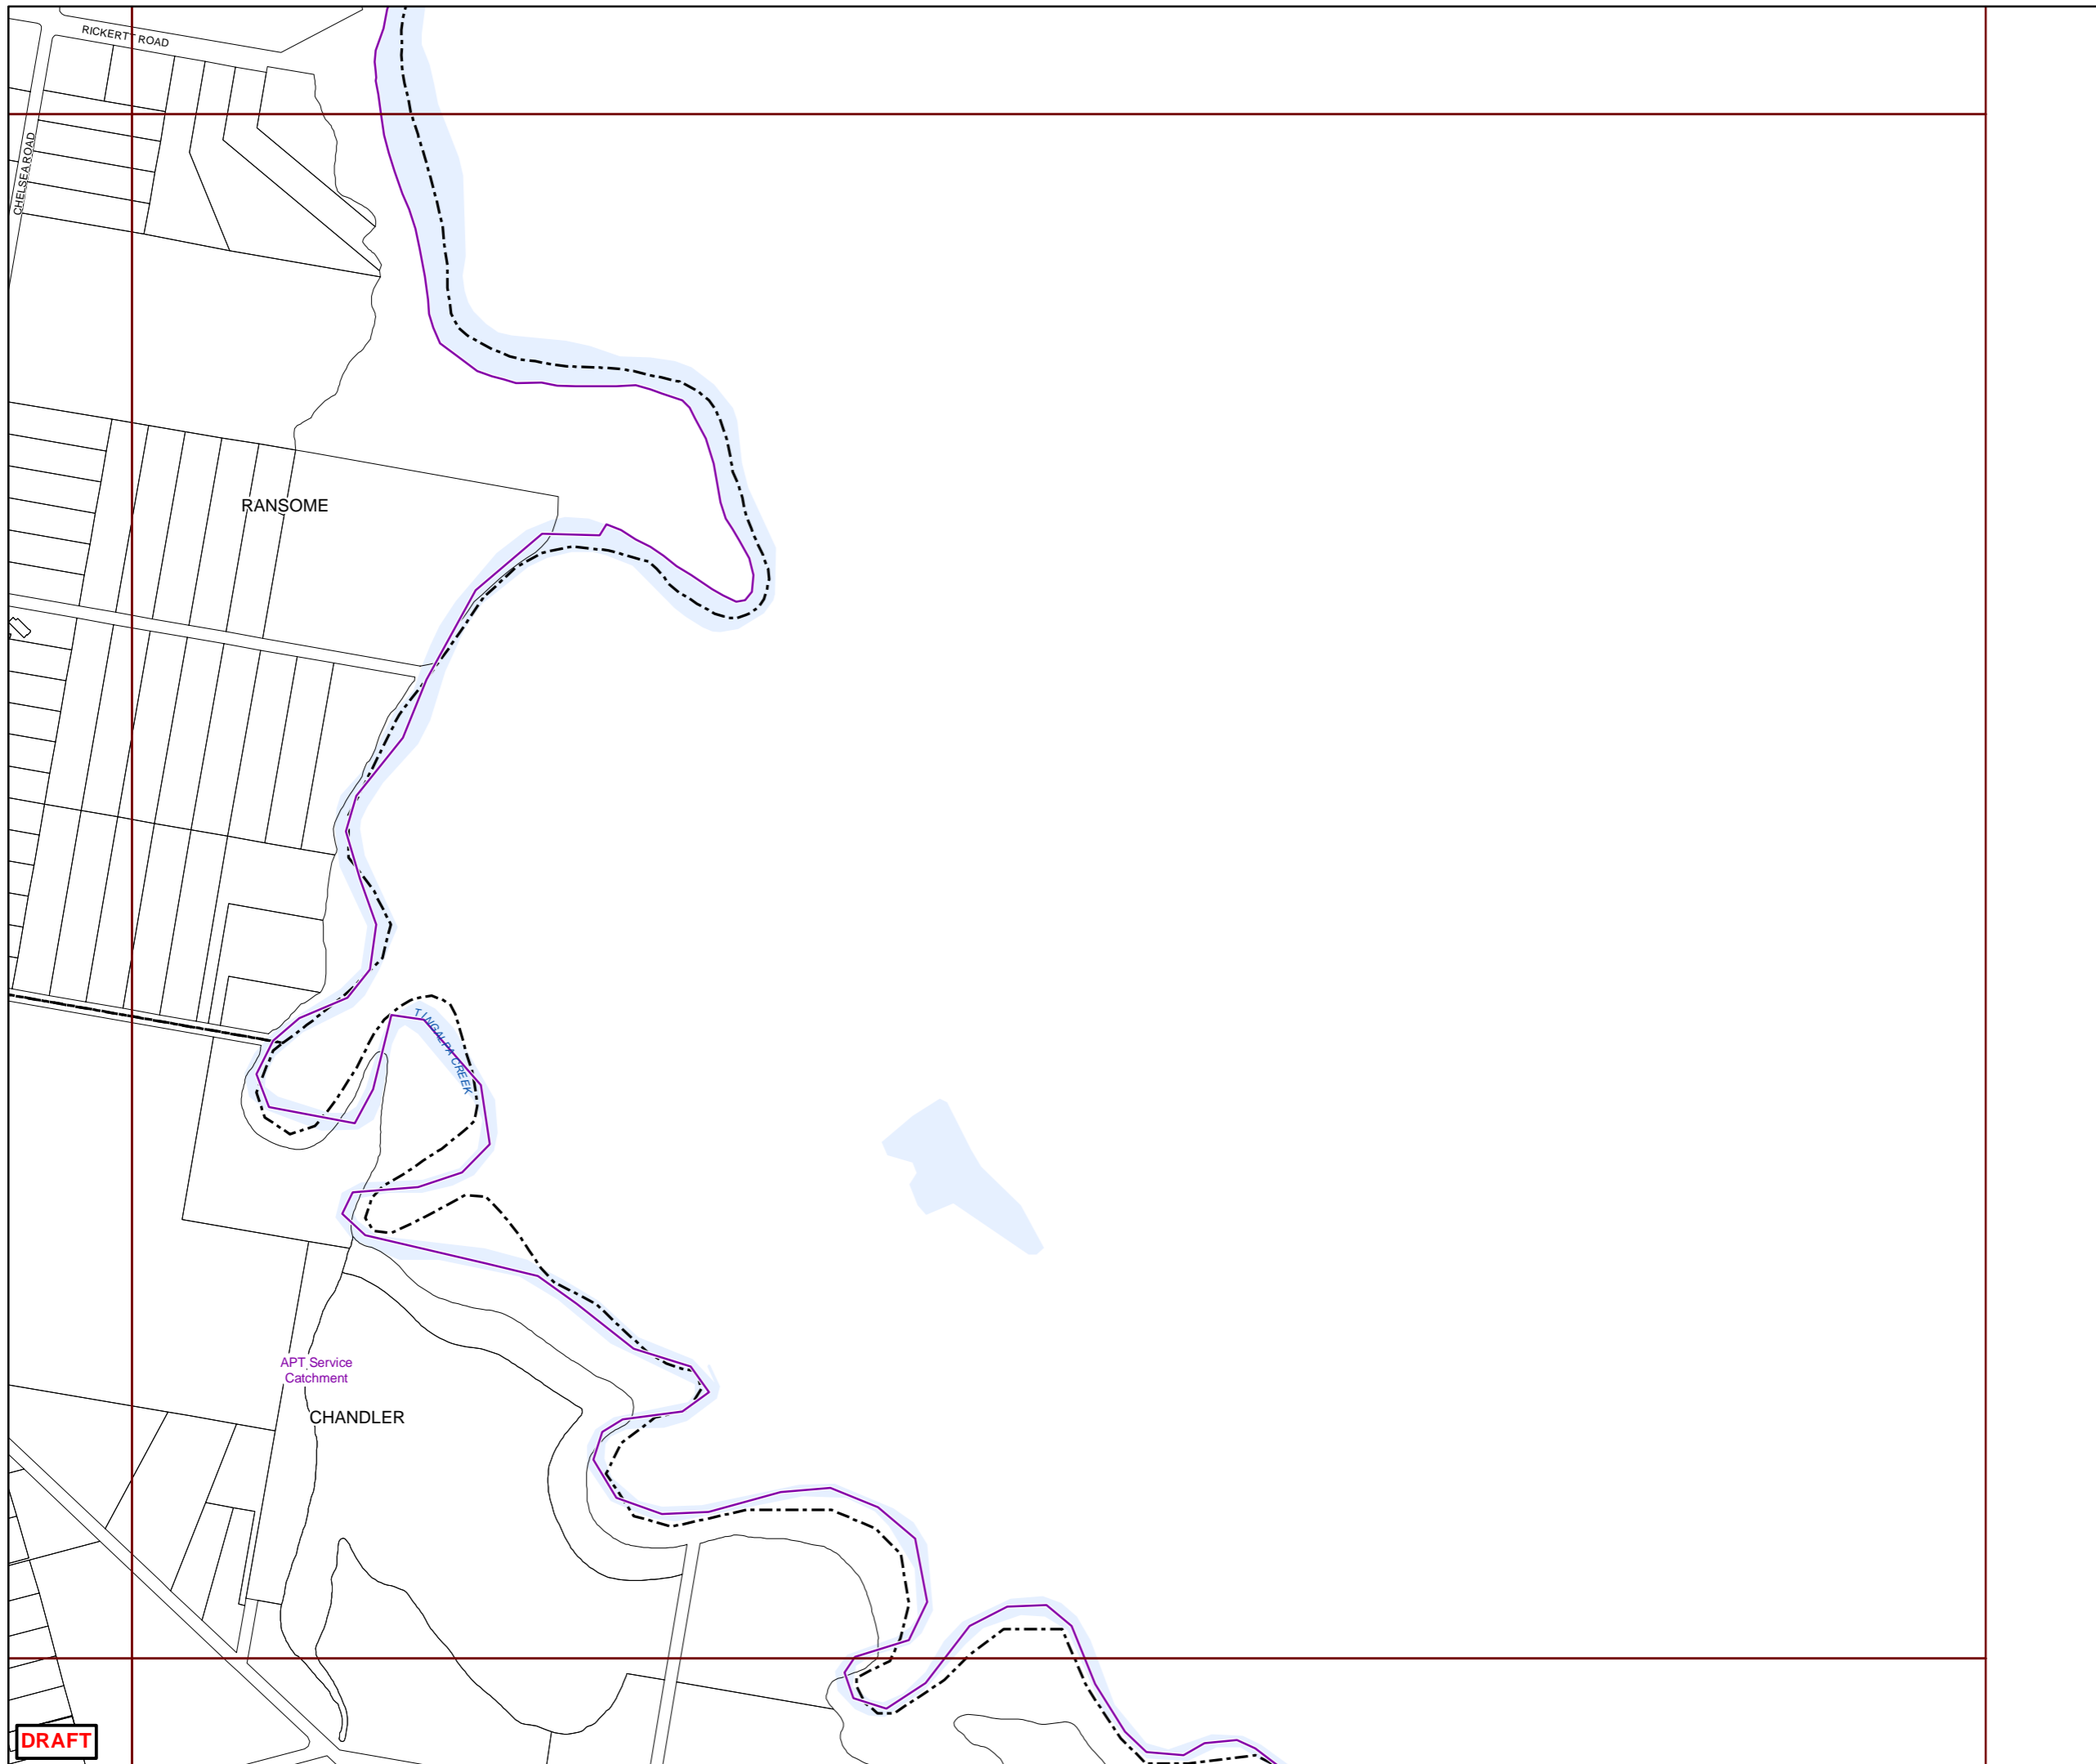 RICKERTT ROAD
CHELSEA ROAD
RANSOME
TINGALPA CREEK
APT Service
Catchment
CHANDLER
DRAFT